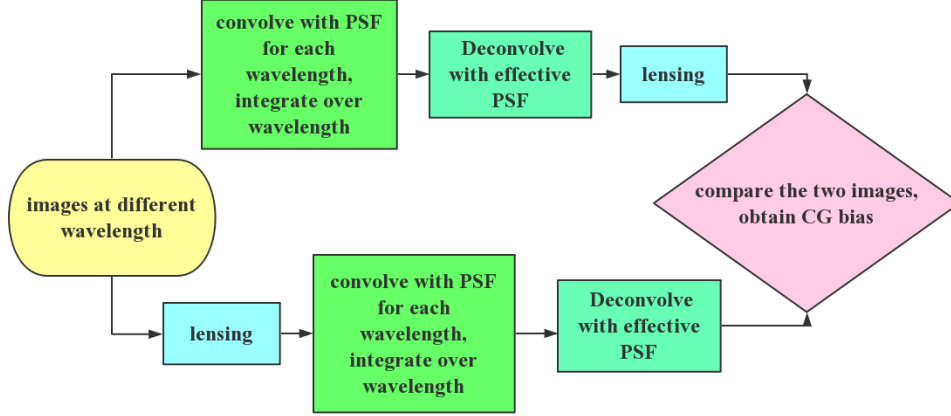 convolve with PSF
for each
wavelength,
integrate over
wavelength
Deconvolve
with effective
PSF
lensing
images at different
wavelength
compare the two images,
obtain CG bias
lensing
convolve with PSF
for each
wavelength,
integrate over
wavelength
Deconvolve
with effective
PSF